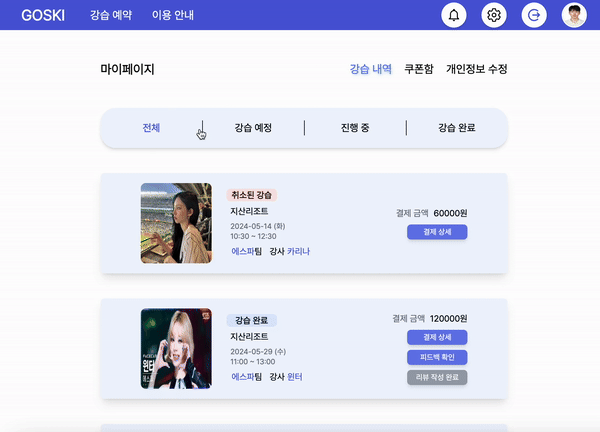 GOSKI 강습 예약 이용 안내
마이페이지 강습 내역 쿠폰함 개인정보 수정
전체 강습 예정 진행 중 강습 완료
취소된 강습
지산리조트
2024-05-14 (화)
10:30 ~ 12:30
에스파팀 강사 카리나
결제 금액 60000원
결제 상세
강습 완료
지산리조트
2024-05-29 (수)
11:00 ~ 13:00
에스파팀 강사 윈터
결제 금액 120000원
결제 상세
피드백 확인
리뷰 작성 완료
윈터